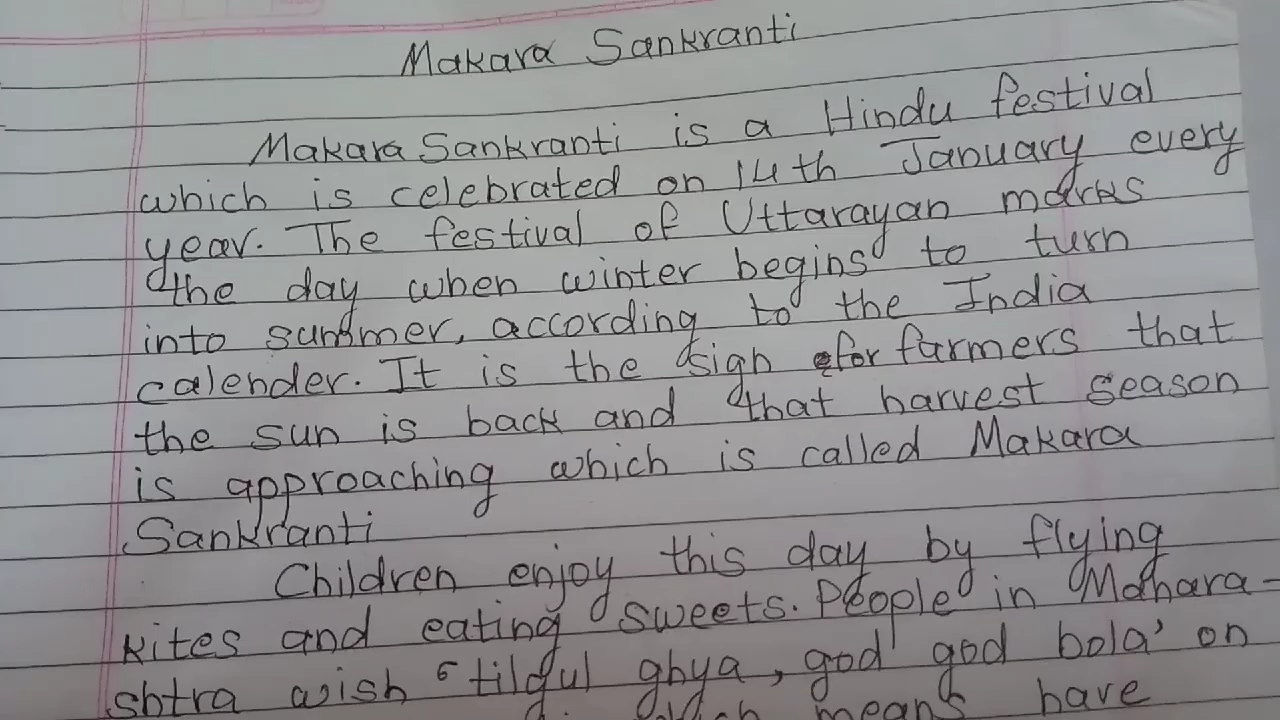 Makara Sankranti
Makara Sankranti is a Hindu festival
which is celebrated on 14th January every
year. The festival of Uttarayan marks
the day when winter begins to turn
into summer, according to the India
calender. It is the sign for farmers that
the sun is back and that harvest season
is approaching which is called Makara
Sankranti
Children enjoy this day by flying
kites and eating sweets. People in Mahara-
shtra wish 'tilgul ghya, god god bola' on
which means have